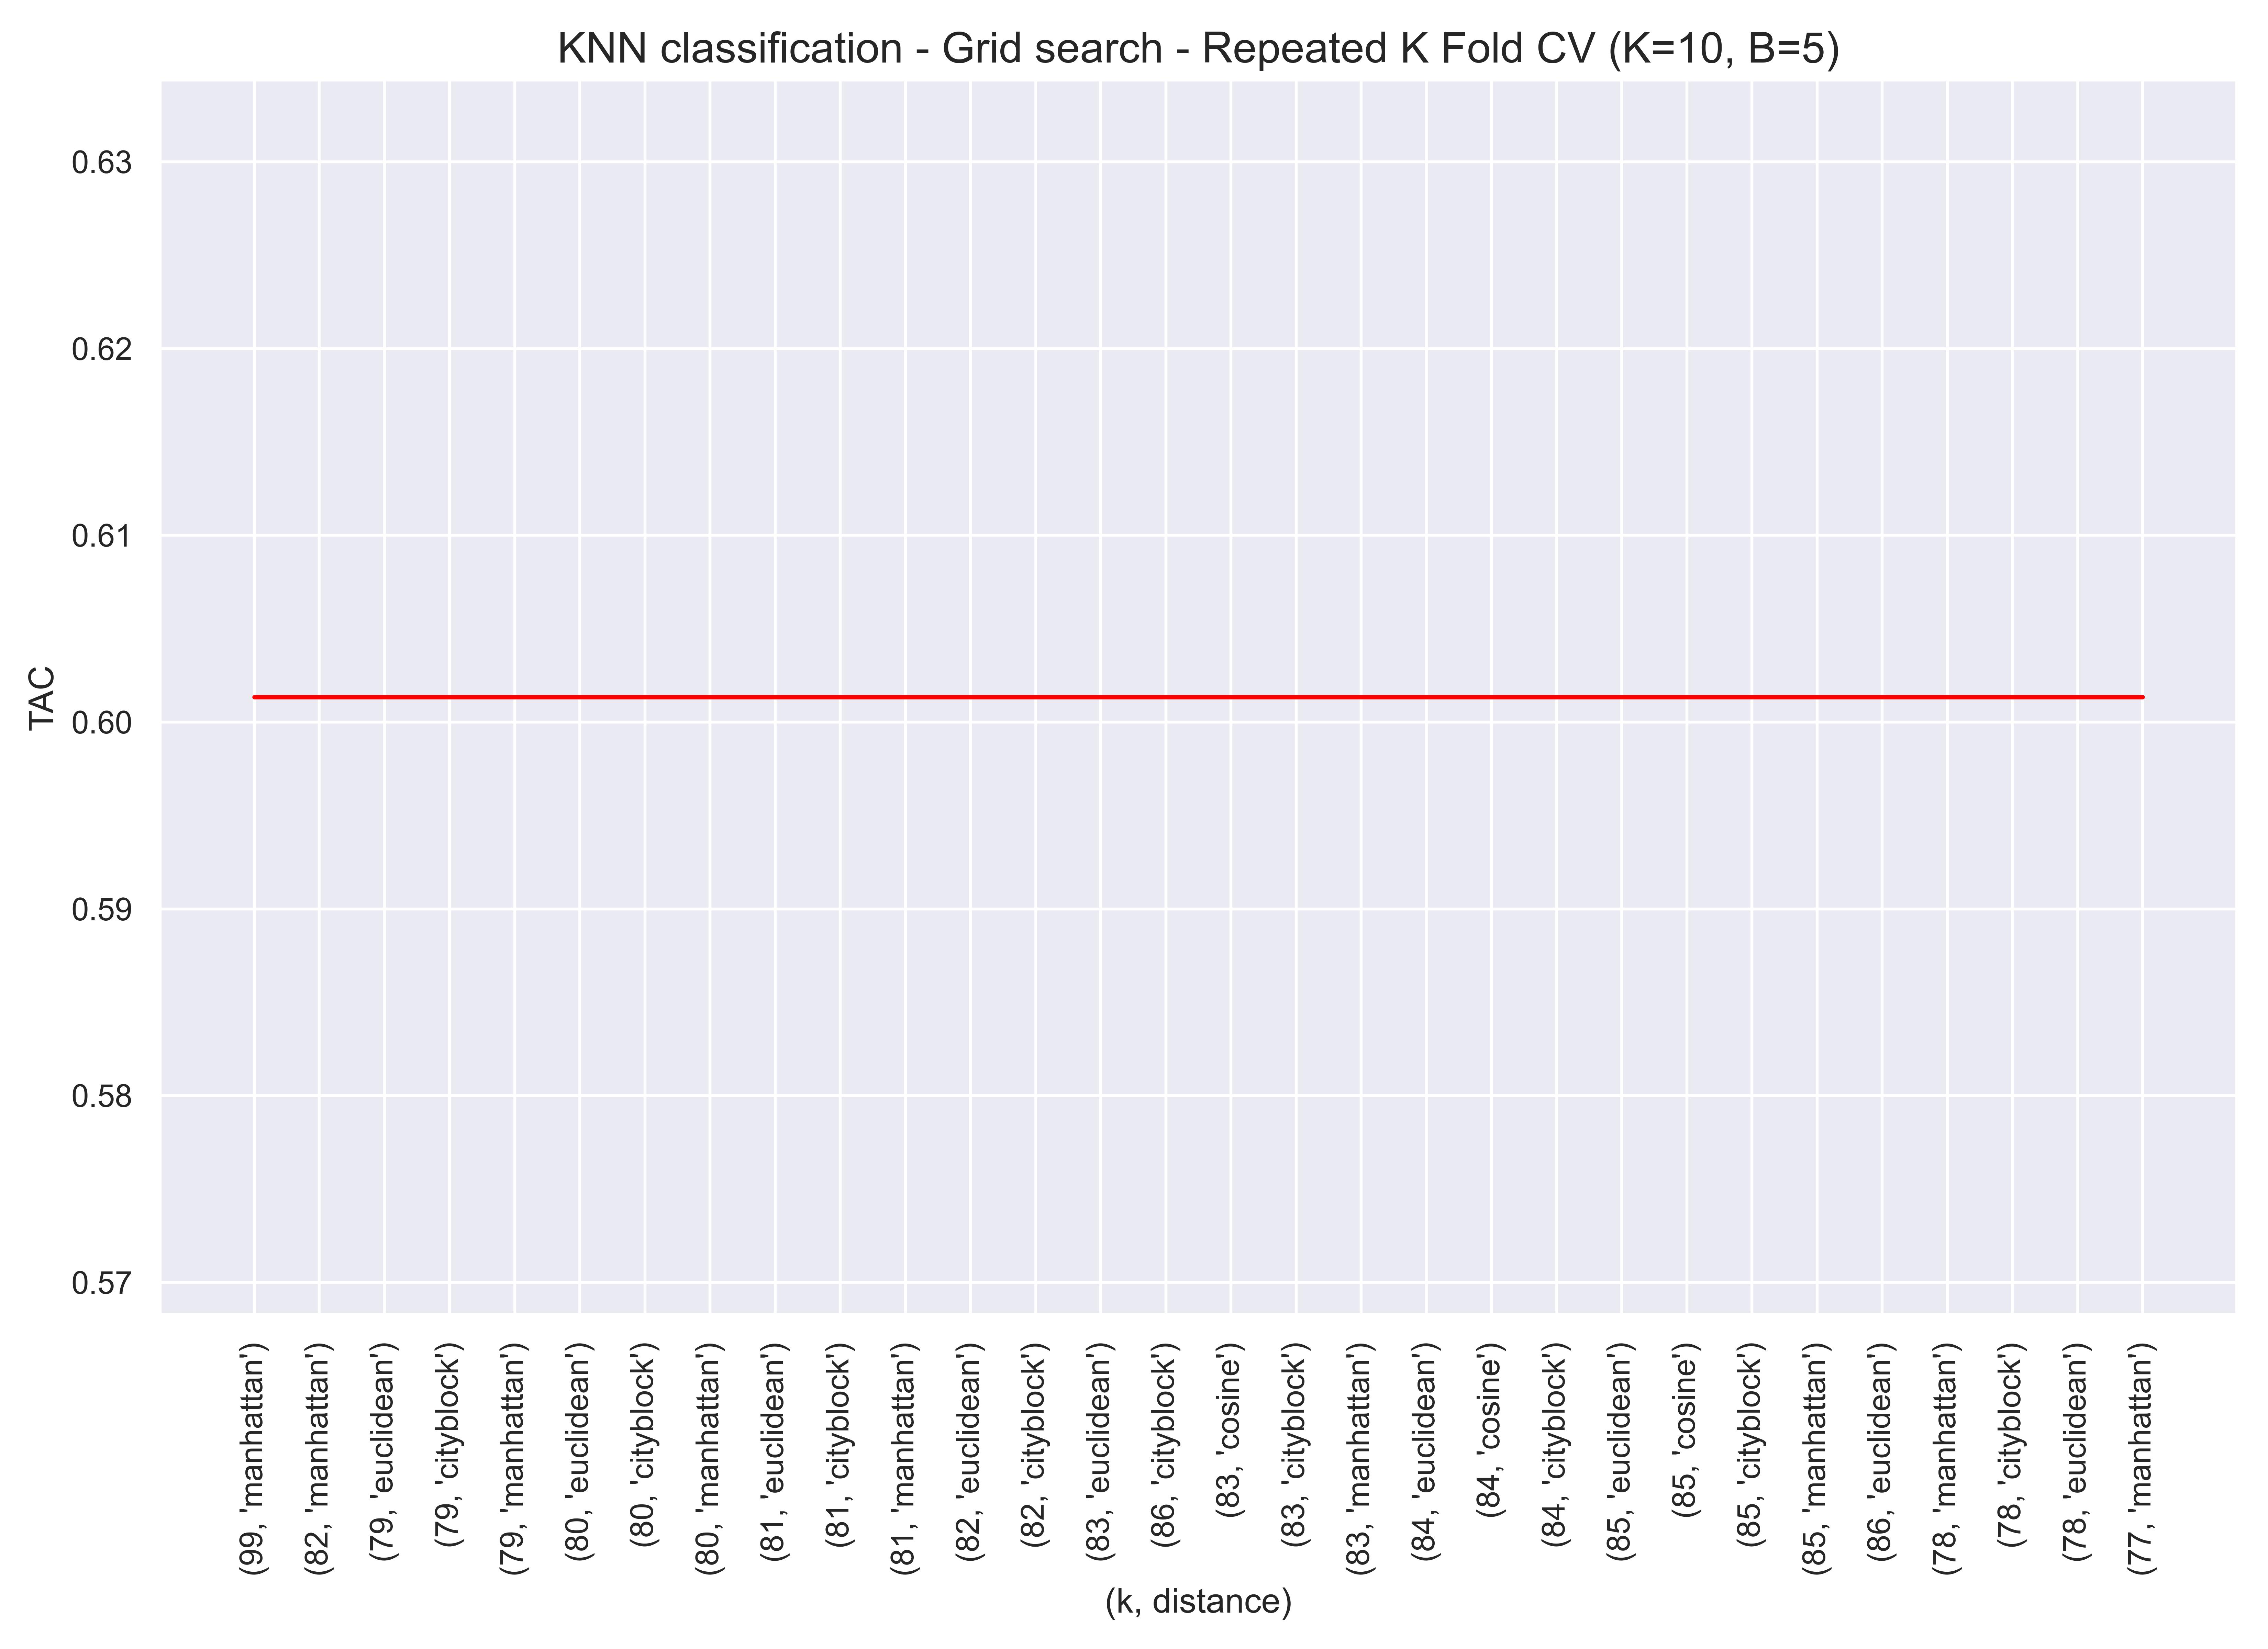 KNN classification - Grid search - Repeated K Fold CV (K=10, B=5)
TAC
0.63
0.62
0.61
0.60
0.59
0.58
0.57
(99, 'manhattan')
(82, 'manhattan')
(79, 'euclidean')
(79, 'cityblock')
(79, 'manhattan')
(80, 'euclidean')
(80, 'cityblock')
(80, 'manhattan')
(81, 'euclidean')
(81, 'cityblock')
(81, 'manhattan')
(82, 'euclidean')
(82, 'cityblock')
(83, 'euclidean')
(86, 'cityblock')
(83, 'cosine')
(83, 'cityblock')
(83, 'manhattan')
(84, 'euclidean')
(84, 'cosine')
(84, 'cityblock')
(85, 'euclidean')
(85, 'cosine')
(85, 'cityblock')
(85, 'manhattan')
(86, 'euclidean')
(78, 'manhattan')
(78, 'cityblock')
(78, 'euclidean')
(77, 'manhattan')
(k, distance)